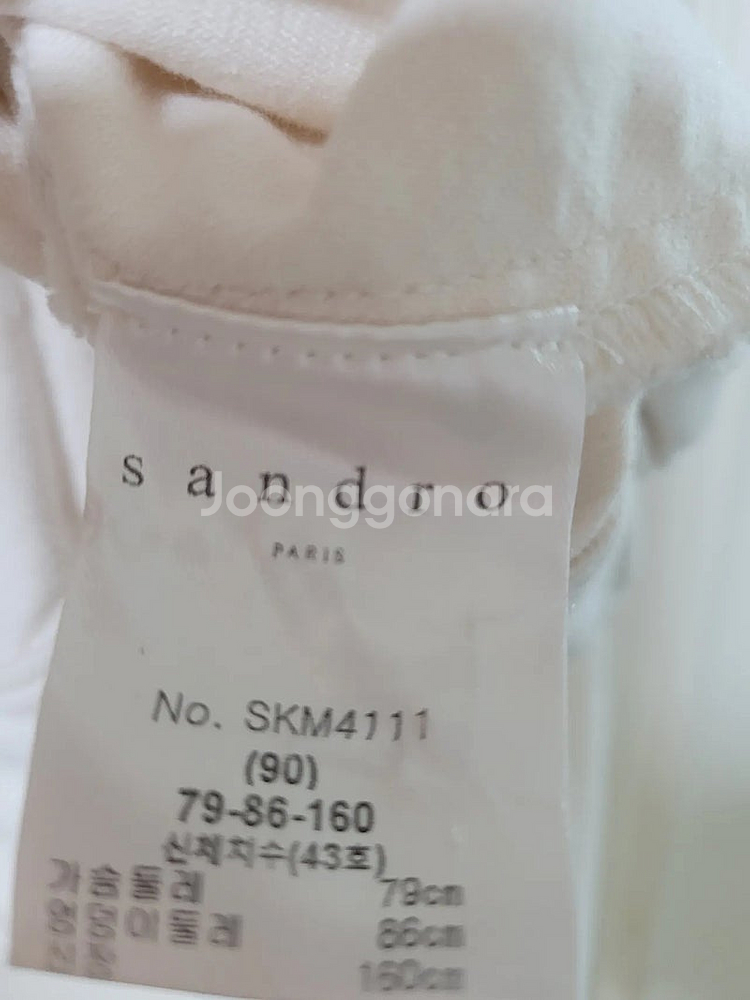 s a n d r o
Joonggonara
PARIS
No. SKM4111
(90)
79-86-160
신체치수(43호)
가슴둘레 79cm
엉덩이둘레 86cm
160cm